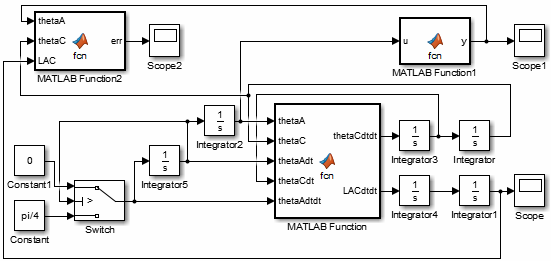 thetaA
thetaC
LAC
err
fcn
MATLAB Function2
Scope2
u
y
fcn
MATLAB Function1
Scope1
1
s
Integrator2
thetaA
thetaC
thetaAdt
thetaCdt
thetaAdtdt
thetaCdtdt
LACdtdt
fcn
MATLAB Function
1
s
Integrator3
1
s
Integrator
0
Constant1
1
s
Integrator5
>
Switch
pi/4
Constant
1
s
Integrator4
1
s
Integrator1
Scope